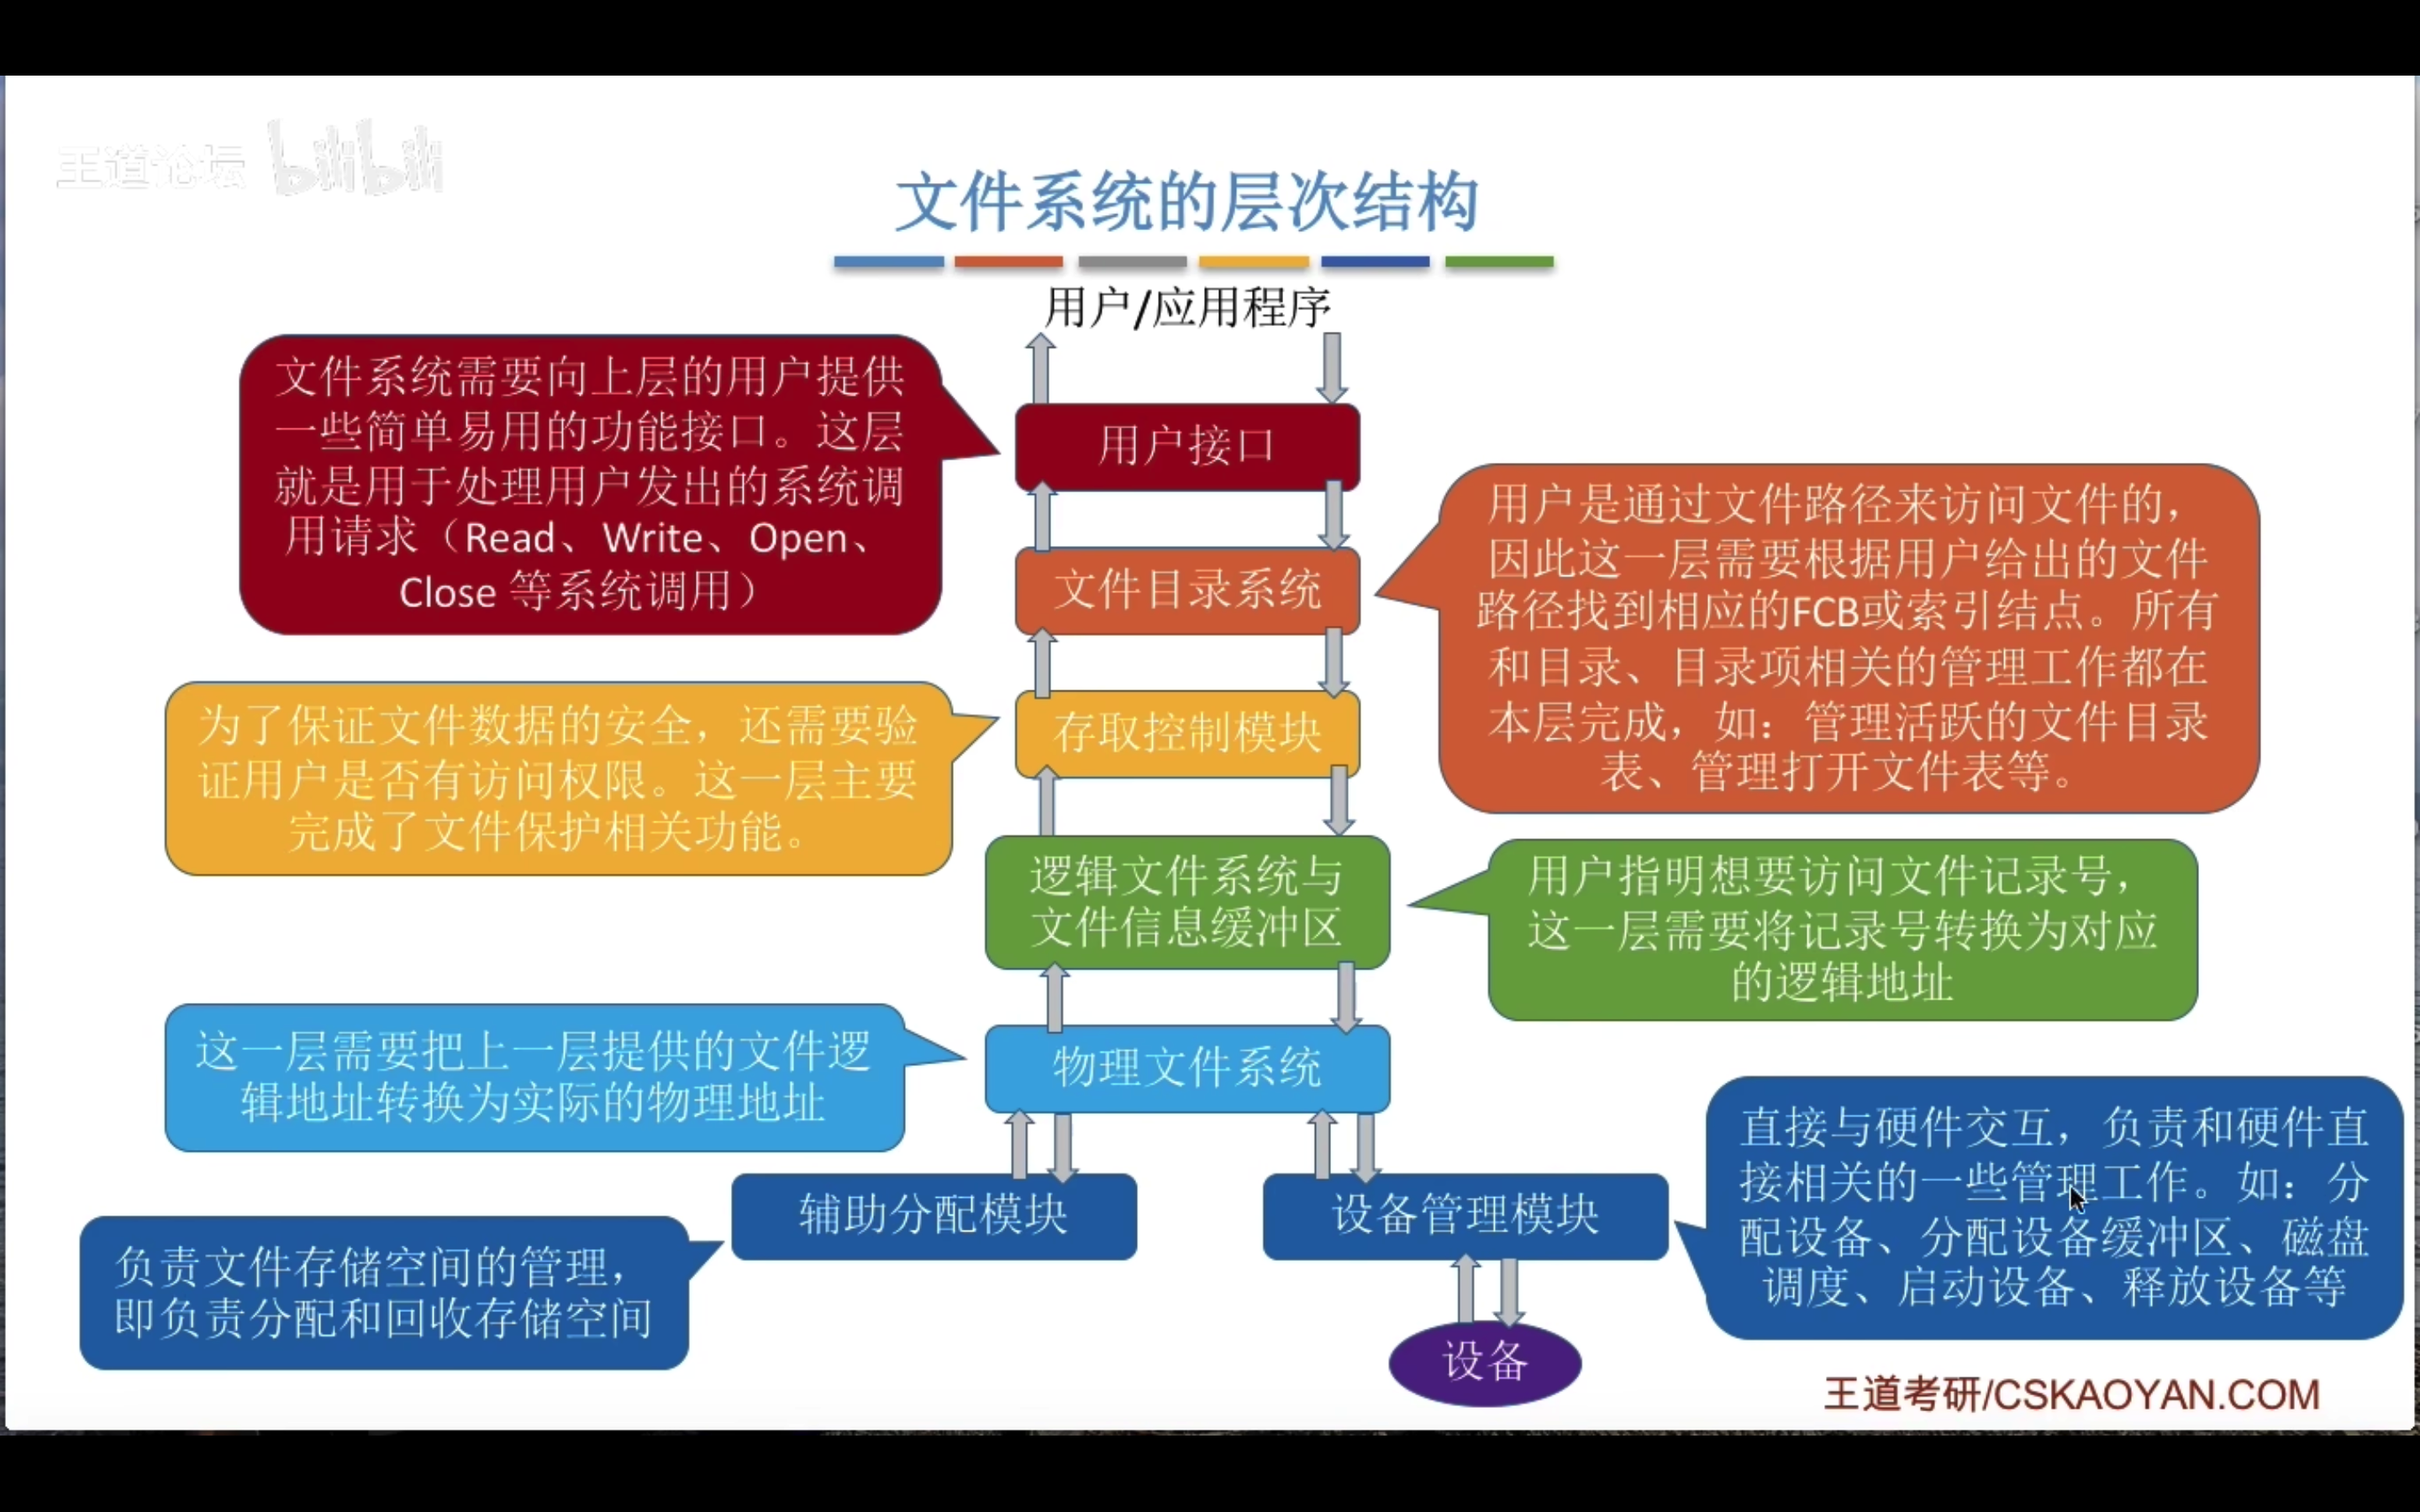 王道论坛 bilibili
文件系统的层次结构
用户/应用程序
文件系统需要向上层的用户提供
一些简单易用的功能接口。这层
就是用于处理用户发出的系统调
用请求（Read、Write、Open、
Close 等系统调用）
用户接口
文件目录系统
用户是通过文件路径来访问文件的，
因此这一层需要根据用户给出的文件
路径找到相应的FCB或索引结点。所有
和目录、目录项相关的管理工作都在
本层完成，如：管理活跃的文件目录
表、管理打开文件表等。
为了保证文件数据的安全，还需要验
证用户是否有访问权限。这一层主要
完成了文件保护相关功能。
存取控制模块
逻辑文件系统与
文件信息缓冲区
用户指明想要访问文件记录号，
这一层需要将记录号转换为对应
的逻辑地址
这一层需要把上一层提供的文件逻
辑地址转换为实际的物理地址
物理文件系统
辅助分配模块
设备管理模块
直接与硬件交互，负责和硬件直
接相关的一些管理工作。如：分
配设备、分配设备缓冲区、磁盘
调度、启动设备、释放设备等
负责文件存储空间的管理，
即负责分配和回收存储空间
设备
王道考研/CSKAOYAN.COM